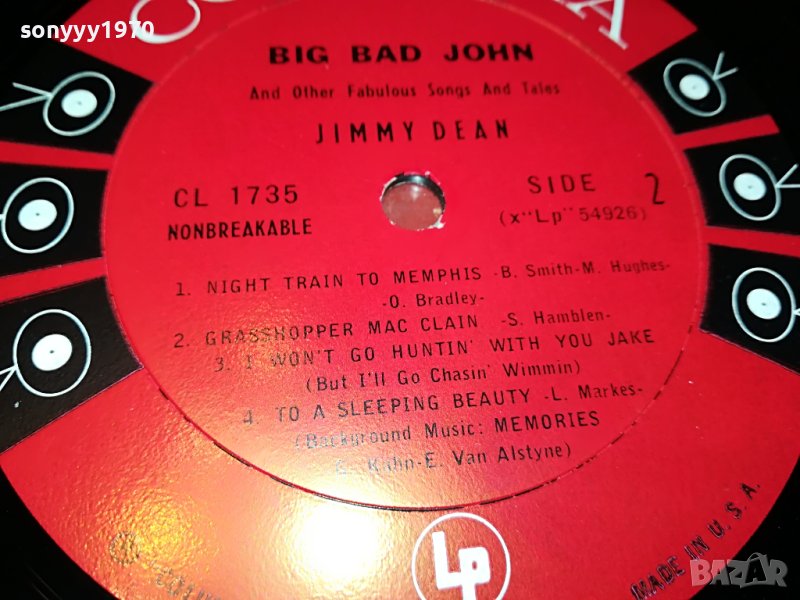 sonyyy1970
BIG BAD JOHN
And Other Fabulous Songs And Tales
JIMMY DEAN
CL 1735
NONBREAKABLE
SIDE 2
(x"Lp" 54926)
1. NIGHT TRAIN TO MEMPHIS -B. Smith-M. Hughes-
-O. Bradley-
2. GRASSHOPPER MAC CLAIN -S. Hamblen-
3. I WON'T GO HUNTIN' WITH YOU JAKE
(But I'll Go Chasin' Wimmin)
4. TO A SLEEPING BEAUTY -L. Markes-
(Background Music: MEMORIES
Kahn-E. Van Alstyne)
Lp
MADE IN U.S.A.
BAZAR